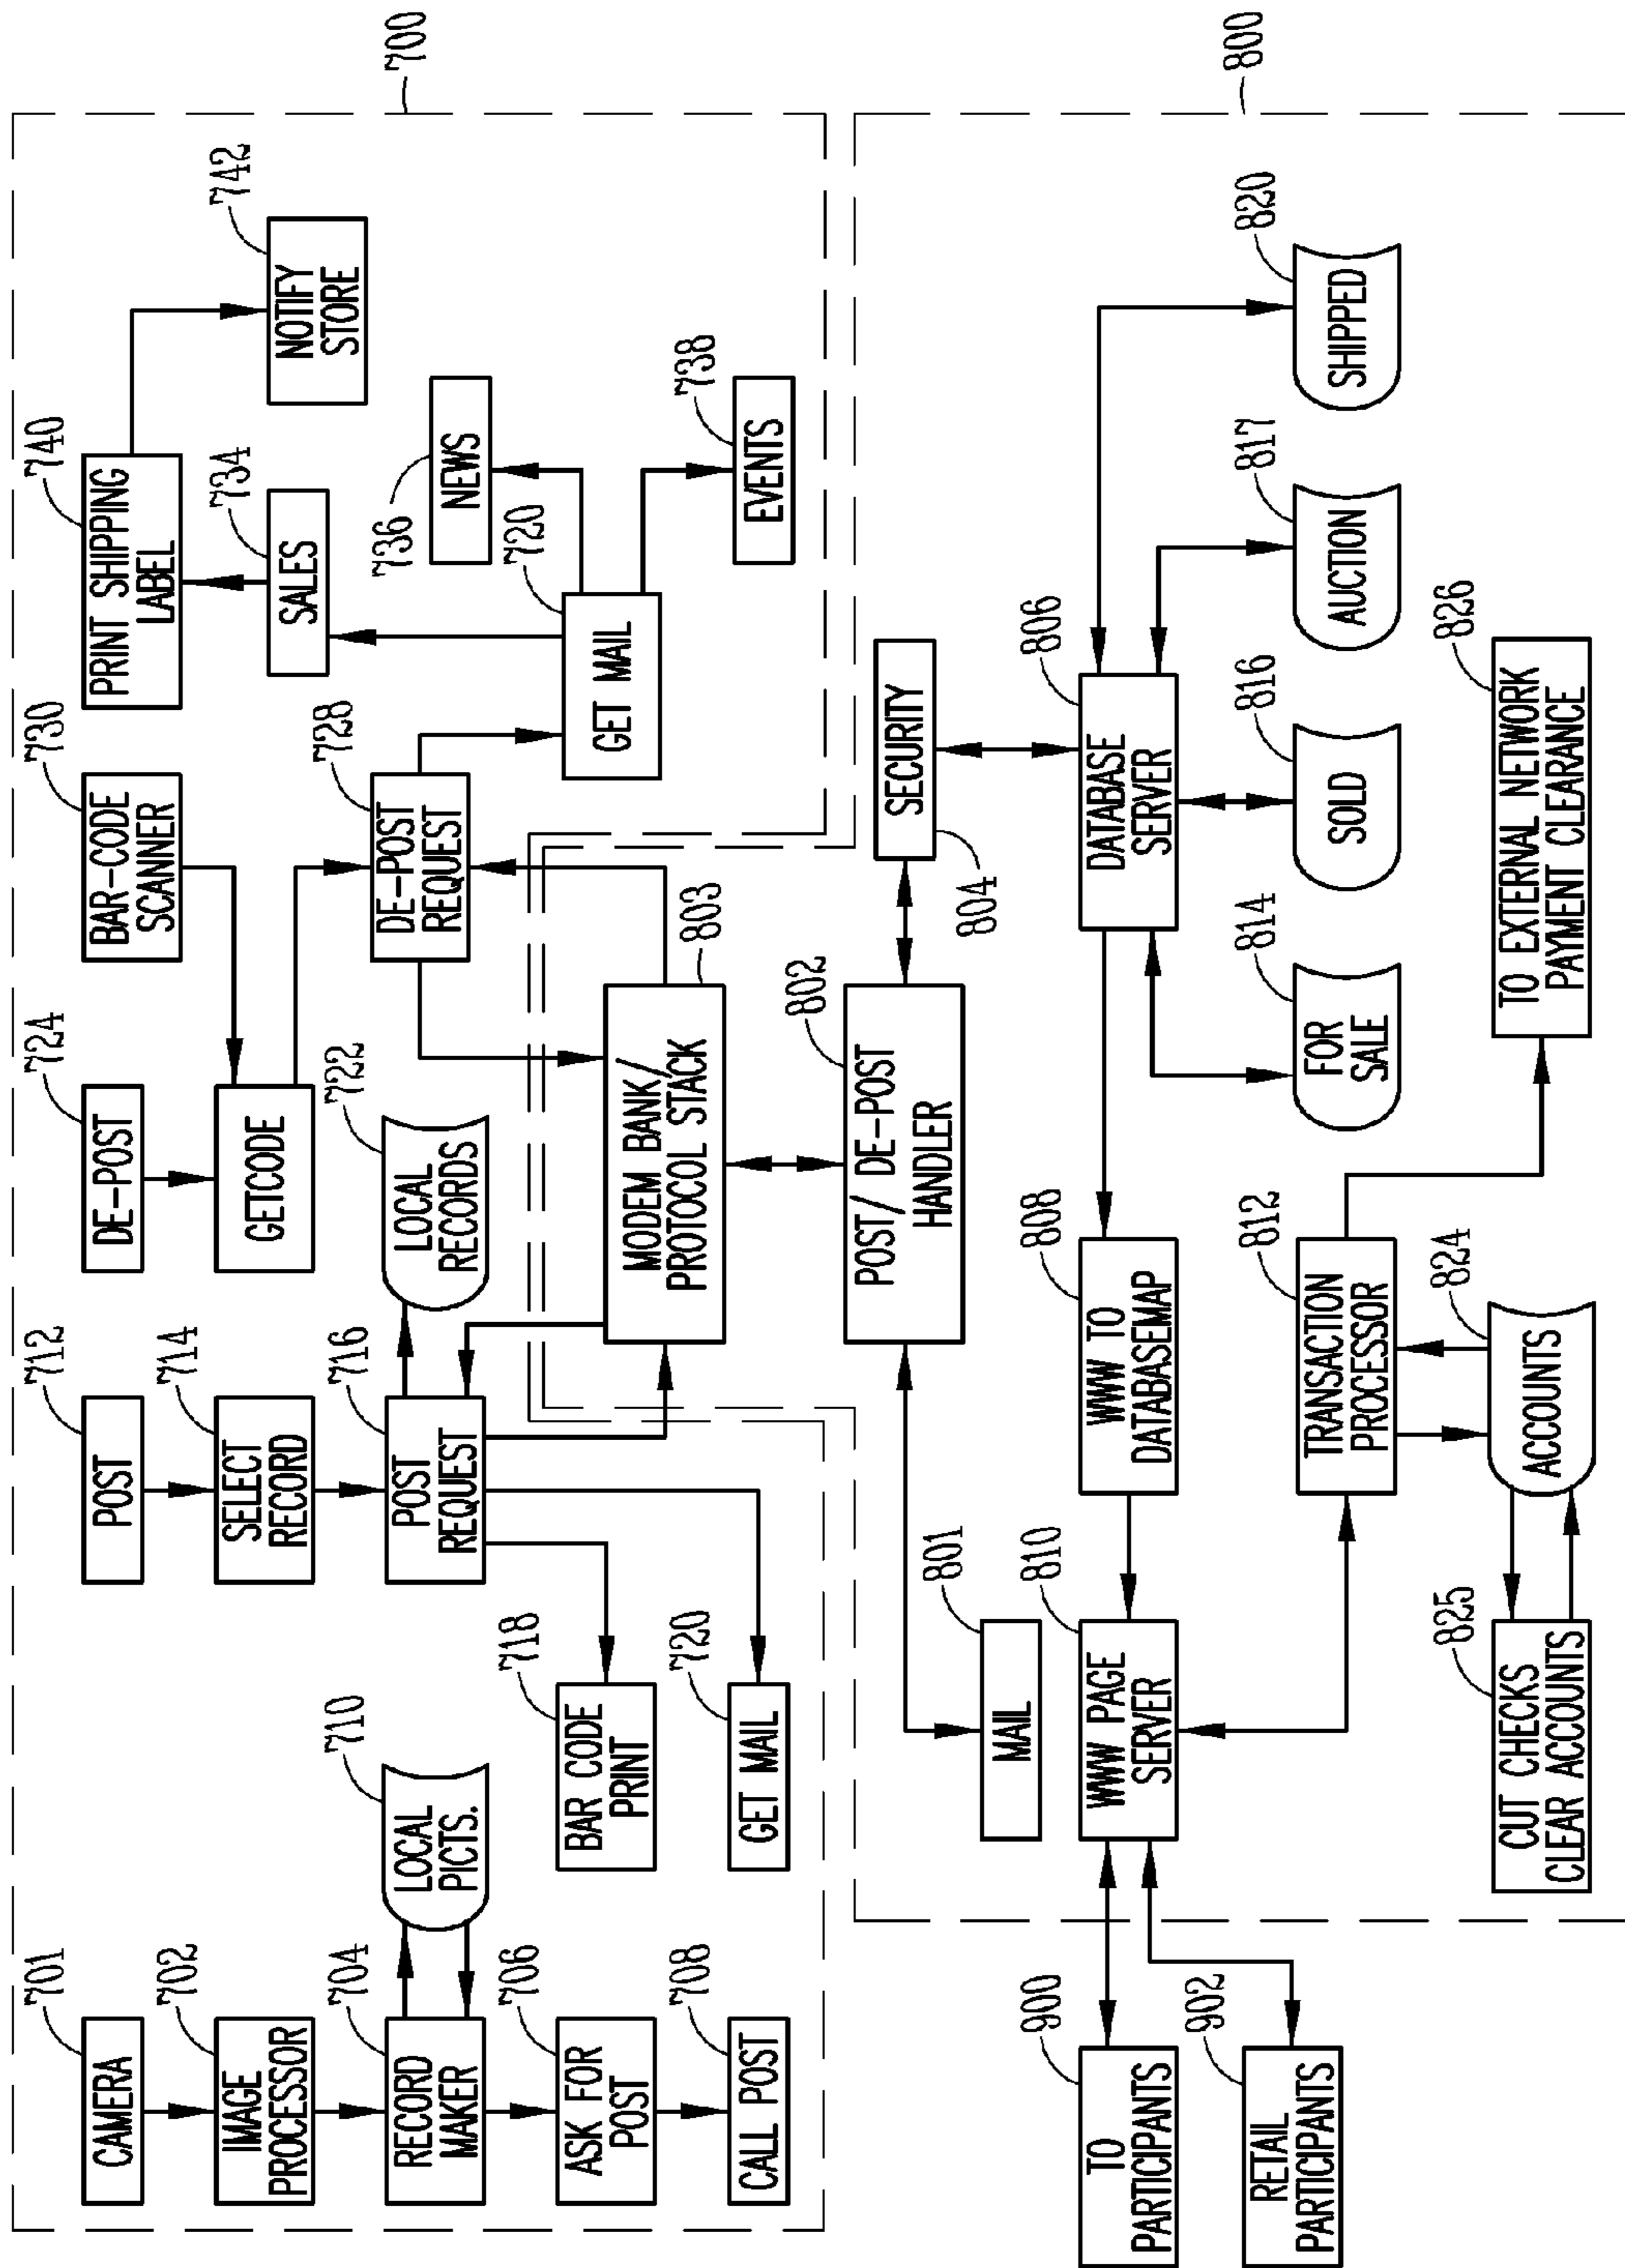 701
CAMERA
702
IMAGE
PROCESSOR
704
RECORD
MAKER
706
ASK FOR
POST
708
CALL POST
710
LOCAL
PICTS.
712
POST
714
SELECT
RECORD
716
POST
REQUEST
718
BAR CODE
PRINT
720
GET MAIL
722
LOCAL
RECORDS
724
DE-POST
GETCODE
730
BAR-CODE
SCANNER
728
DE-POST
REQUEST
740
PRINT SHIPPING
LABEL
734
SALES
742
NOTIFY
STORE
736
NEWS
720
GET MAIL
738
EVENTS
700
803
MODEM BANK/
PROTOCOL STACK
802
POST/ DE-POST
HANDLER
SECURITY
804
801
MAIL
810
WWW PAGE
SERVER
808
WWW TO
DATABASEMAP
806
DATABASE
SERVER
814
FOR
SALE
816
SOLD
817
AUCTION
820
SHIPPED
812
TRANSACTION
PROCESSOR
824
ACCOUNTS
825
CUT CHECKS
CLEAR ACCOUNTS
826
TO EXTERNAL NETWORK
PAYMENT CLEARANCE
800
900
TO
PARTICIPANTS
902
RETAIL
PARTICIPANTS